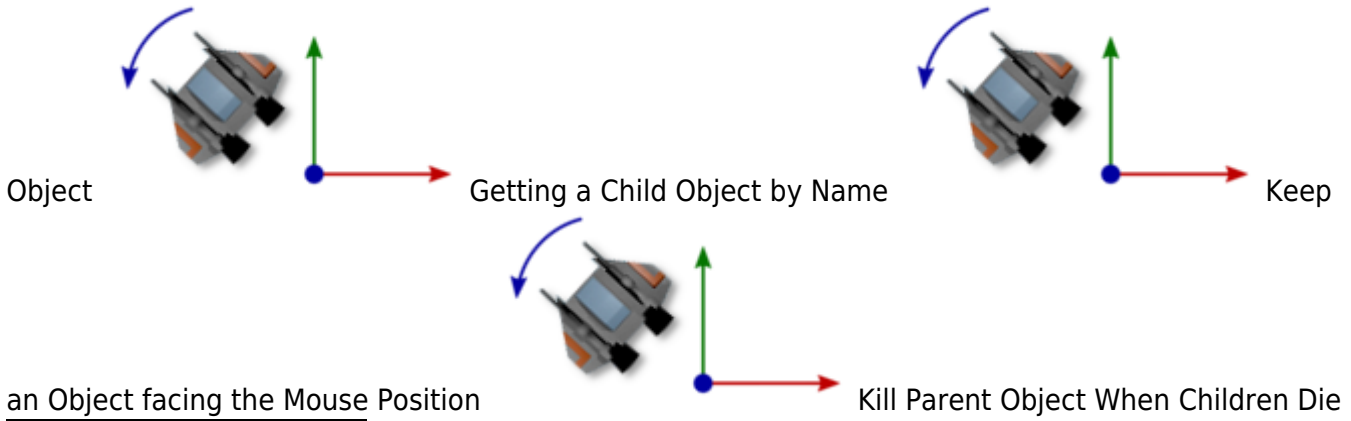 Object Getting a Child Object by Name Keep
an Object facing the Mouse Position Kill Parent Object When Children Die